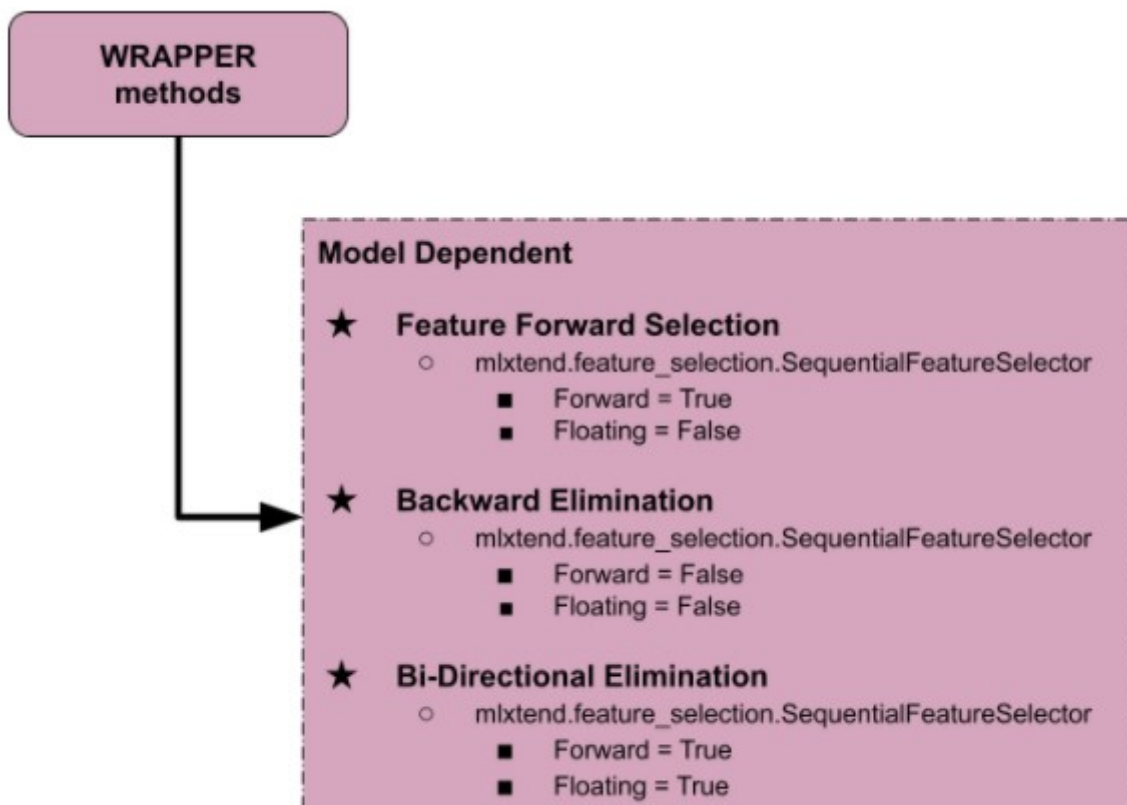 WRAPPER
methods
Model Dependent
★ Feature Forward Selection
○ mlxtend.feature_selection.SequentialFeatureSelector
■ Forward = True
■ Floating = False
★ Backward Elimination
○ mlxtend.feature_selection.SequentialFeatureSelector
■ Forward = False
■ Floating = False
★ Bi-Directional Elimination
○ mlxtend.feature_selection.SequentialFeatureSelector
■ Forward = True
■ Floating = True